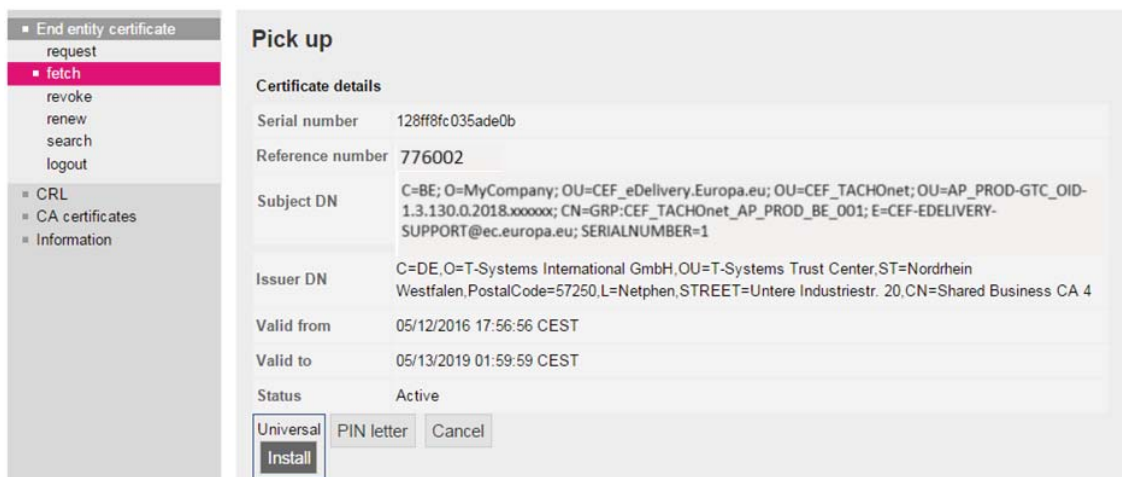 End entity certificate
request
fetch
revoke
renew
search
logout
CRL
CA certificates
Information
Pick up
Certificate details
Serial number 128ff8fc035ade0b
Reference number 776002
Subject DN C=BE; O=MyCompany; OU=CEF_eDelivery.Europa.eu; OU=CEF_TACHOnet; OU=AP_PROD-GTC_OID-
1.3.130.0.2018.xxxxxx; CN=GRP:CEF_TACHOnet_AP_PROD_BE_001; E=CEF-EDELIVERY-
SUPPORT@ec.europa.eu; SERIALNUMBER=1
Issuer DN C=DE,O=T-Systems International GmbH,OU=T-Systems Trust Center,ST=Nordrhein
Westfalen,PostalCode=57250,L=Netphen,STREET=Untere Industriestr. 20,CN=Shared Business CA 4
Valid from 05/12/2016 17:56:56 CEST
Valid to 05/13/2019 01:59:59 CEST
Status Active
Universal PIN letter Cancel
Install